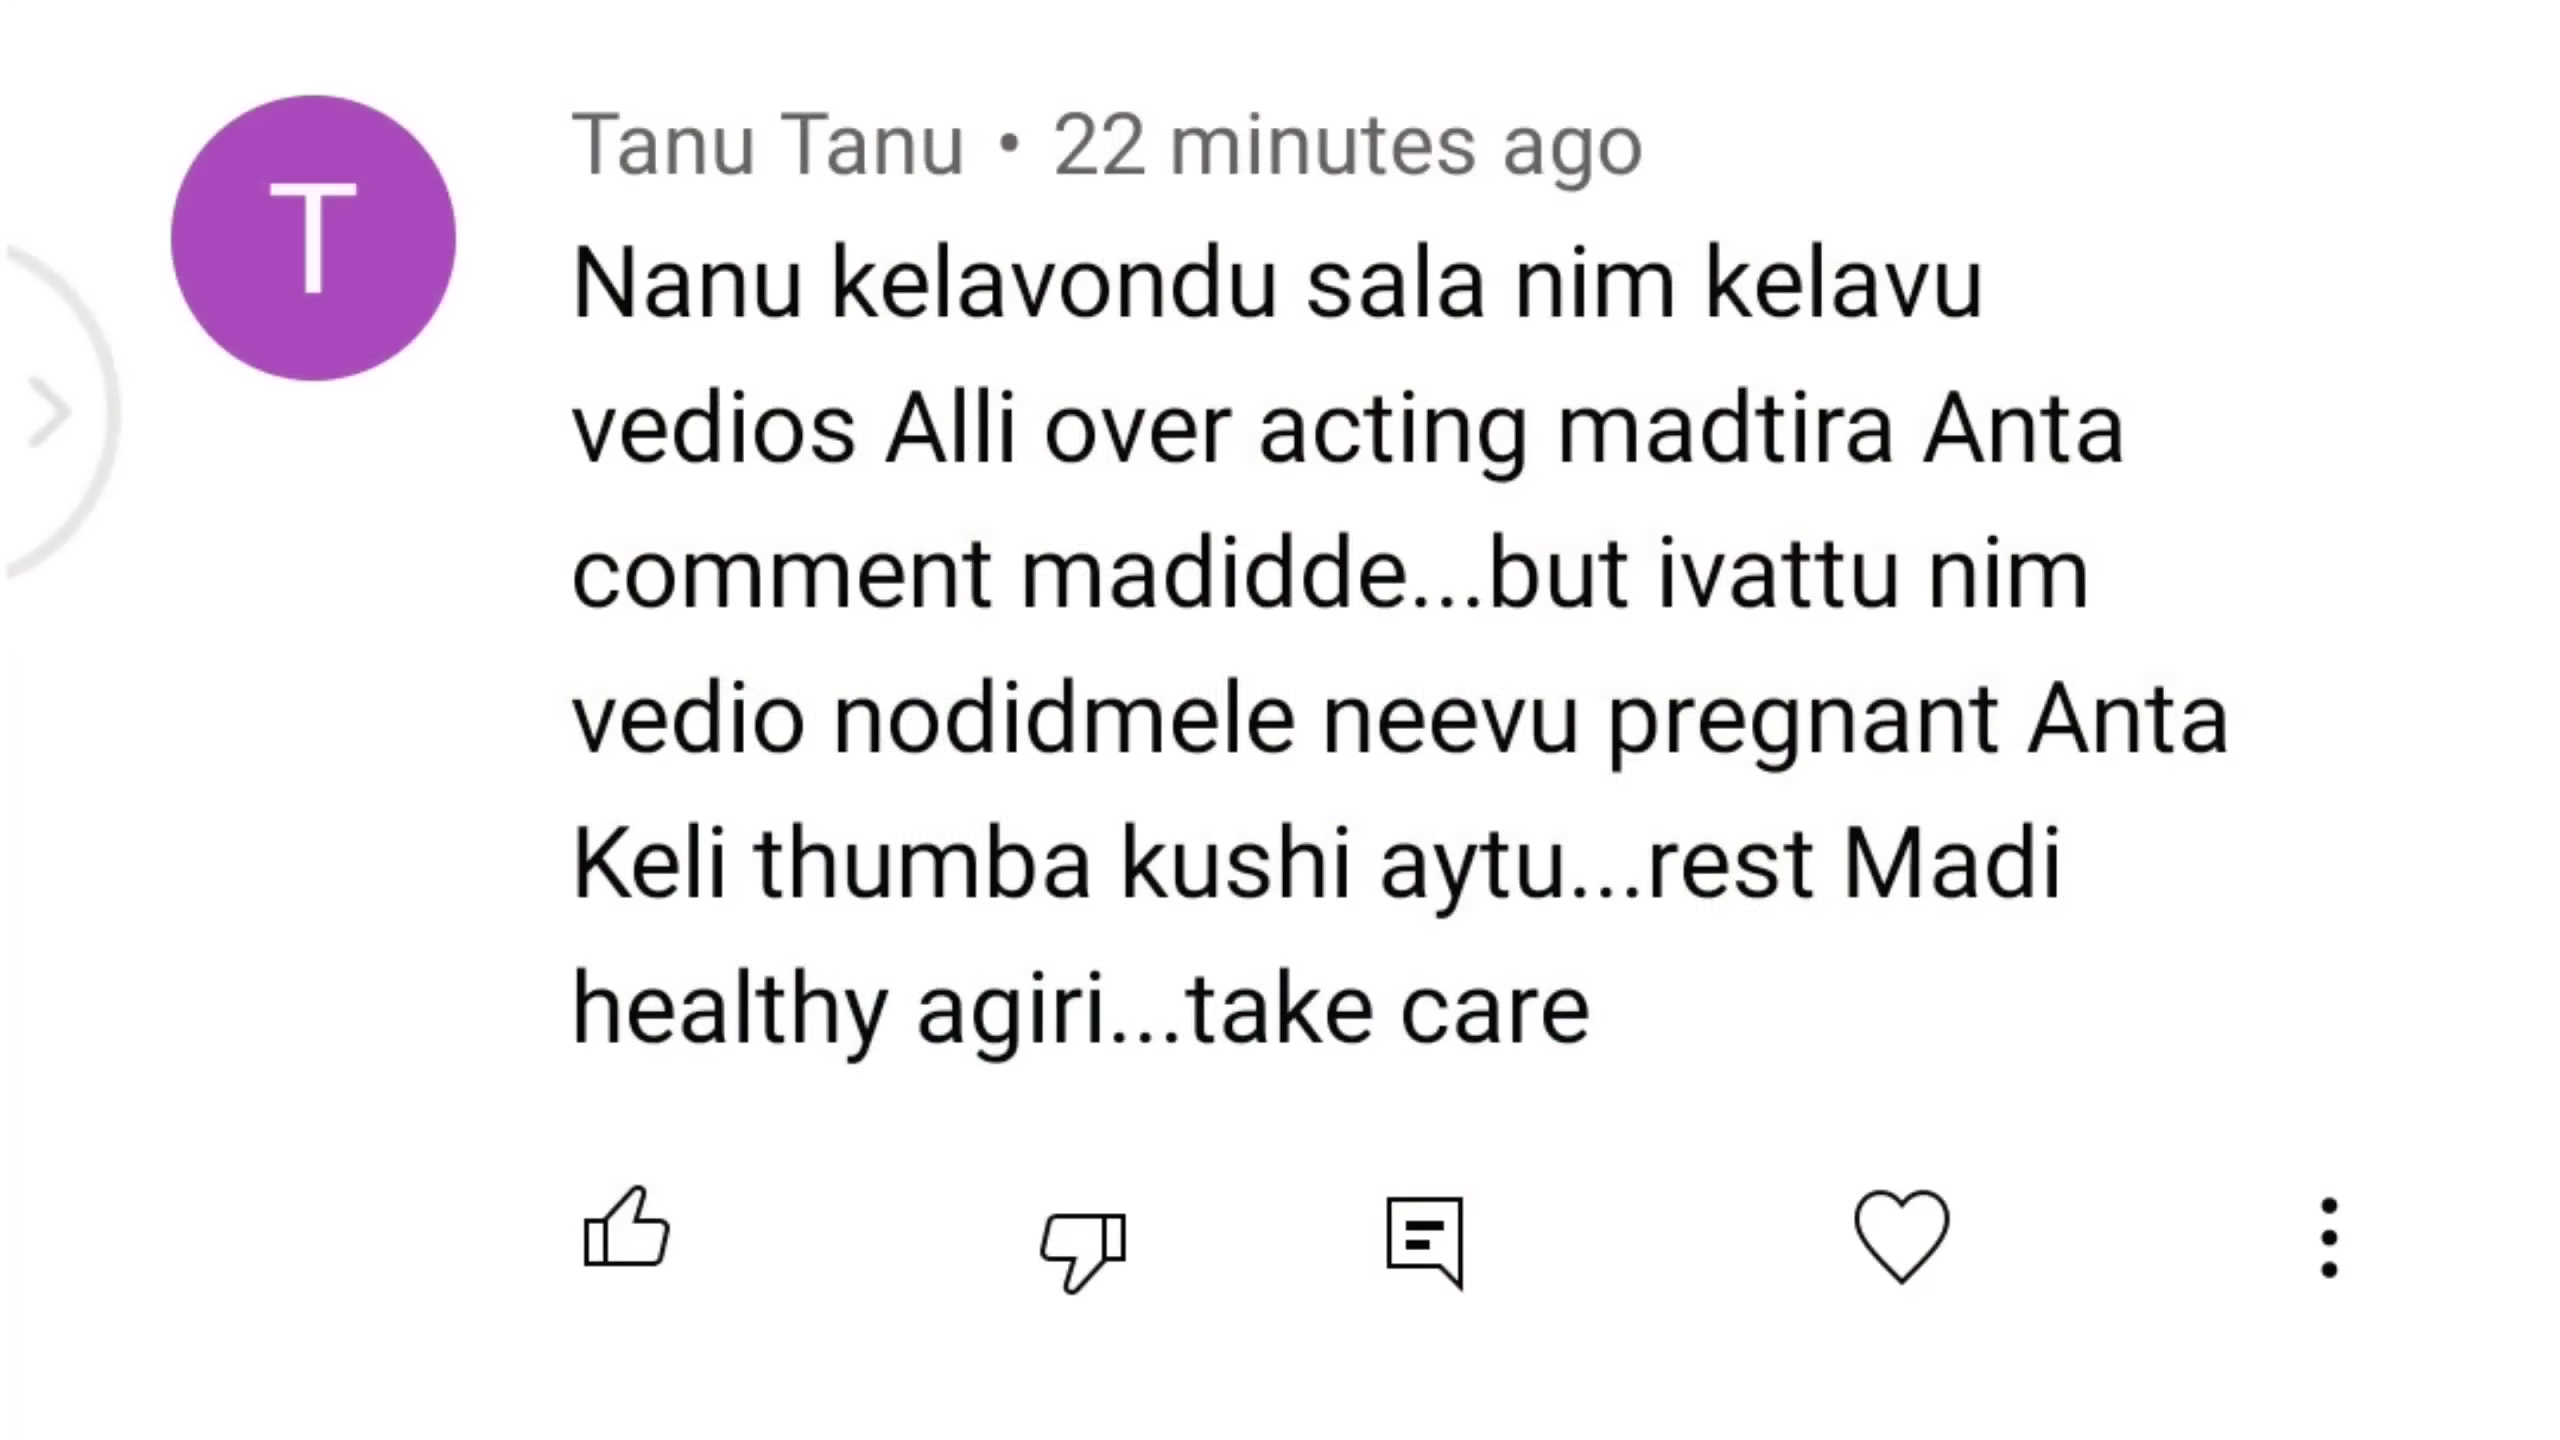 T
Tanu Tanu • 22 minutes ago
Nanu kelavondu sala nim kelavu
vedios Alli over acting madtira Anta
comment madidde...but ivattu nim
vedio nodidmele neevu pregnant Anta
Keli thumba kushi aytu...rest Madi
healthy agiri...take care